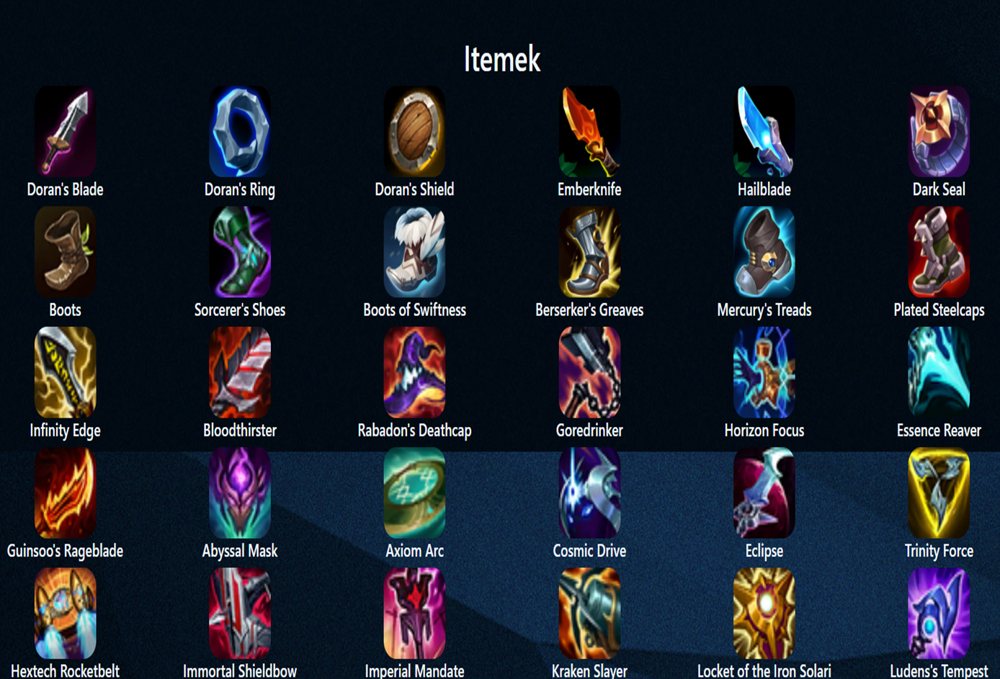 Itemek
Doran's Blade
Doran's Ring
Doran's Shield
Emberknife
Hailblade
Dark Seal
Boots
Sorcerer's Shoes
Boots of Swiftness
Berserker's Greaves
Mercury's Treads
Plated Steelcaps
Infinity Edge
Bloodthirster
Rabadon's Deathcap
Goredrinker
Horizon Focus
Essence Reaver
Guinsoo's Rageblade
Abyssal Mask
Axiom Arc
Cosmic Drive
Eclipse
Trinity Force
Hextech Rocketbelt
Immortal Shieldbow
Imperial Mandate
Kraken Slayer
Locket of the Iron Solari
Ludens's Tempest